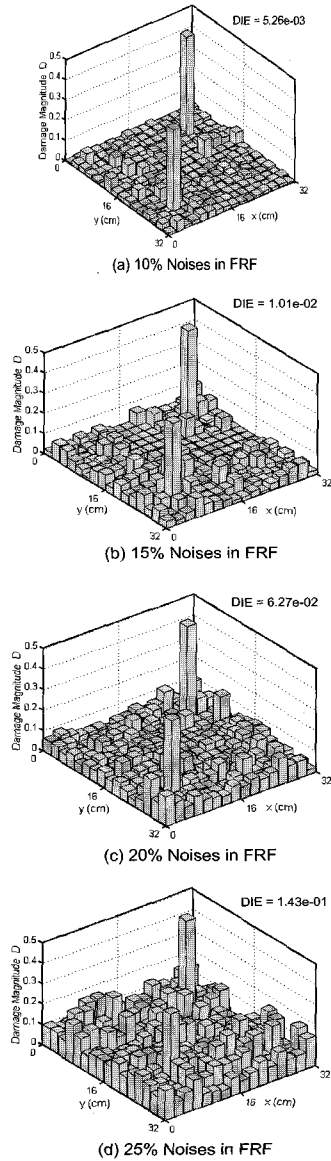 DIE = 5.26e-03
Damage Magnitude D
0.5
0.4
0.3
0.2
0.1
0
0
16
32
y (cm)
0
16
32
x (cm)
(a) 10% Noises in FRF
DIE = 1.01e-02
Damage Magnitude D
0.5
0.4
0.3
0.2
0.1
0
0
16
32
y (cm)
0
16
32
x (cm)
(b) 15% Noises in FRF
DIE = 6.27e-02
Damage Magnitude D
0.5
0.4
0.3
0.2
0.1
0
0
16
32
y (cm)
0
16
32
x (cm)
(c) 20% Noises in FRF
DIE = 1.43e-01
Damage Magnitude D
0.5
0.4
0.3
0.2
0.1
0
0
16
32
y (cm)
0
16
32
x (cm)
(d) 25% Noises in FRF